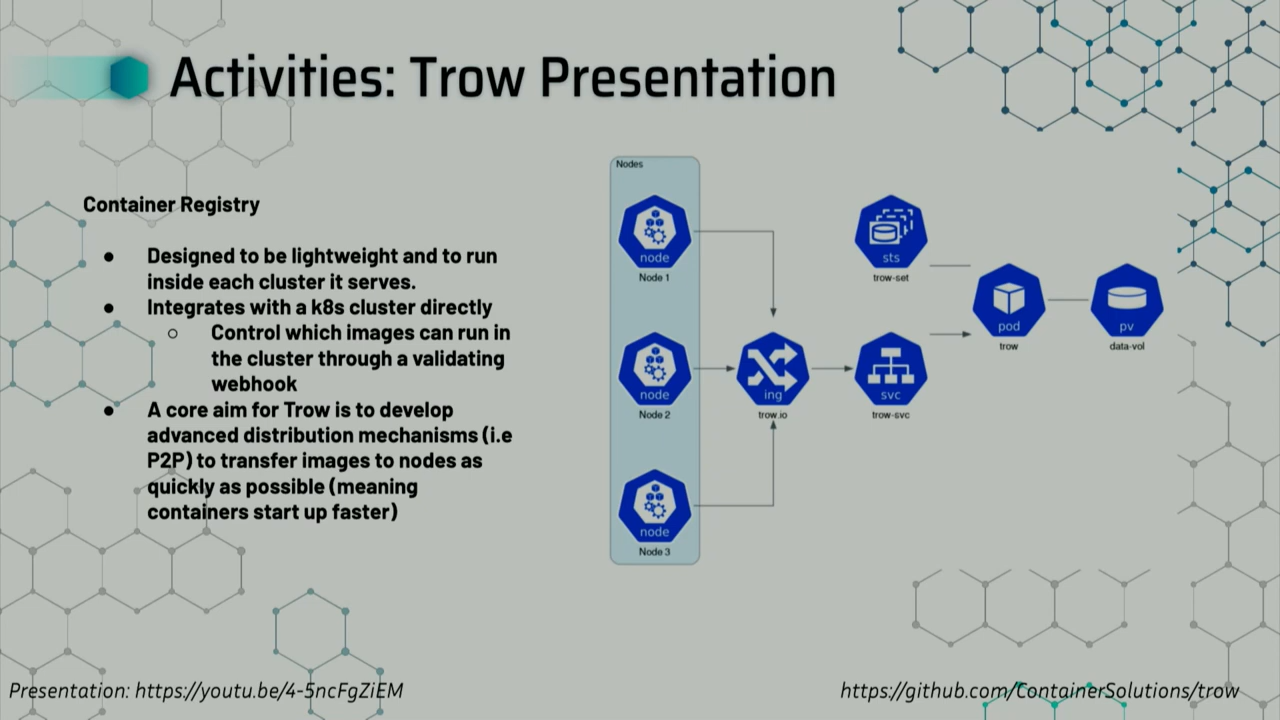 Activities: Trow Presentation
Container Registry
● Designed to be lightweight and to run
inside each cluster it serves.
● Integrates with a k8s cluster directly
○ Control which images can run in
the cluster through a validating
webhook
● A core aim for Trow is to develop
advanced distribution mechanisms (i.e
P2P) to transfer images to nodes as
quickly as possible (meaning
containers start up faster)
Nodes
node
Node 1
sts
trow-set
pod
trow
pv
data-vol
node
Node 2
ing
trow.io
svc
trow-svc
node
Node 3
Presentation: https://youtu.be/4-5ncFgZiEM
https://github.com/ContainerSolutions/trow